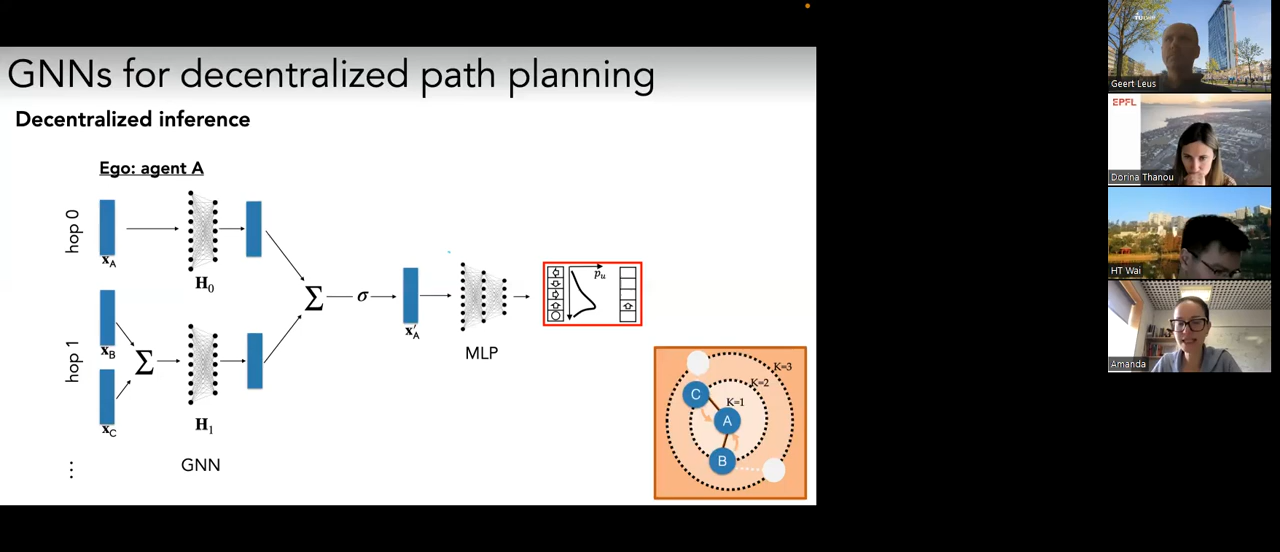 GNNs for decentralized path planning
Decentralized inference
Ego: agent A
hop 0
x_A
H_0
hop 1
x_B
x_C
Σ
H_1
⋮
GNN
Σ
σ
x'_A
MLP
p_u
K=3
K=2
K=1
C
A
B
Geert Leus
EPFL
Dorina Thanou
HT Wai
Amanda